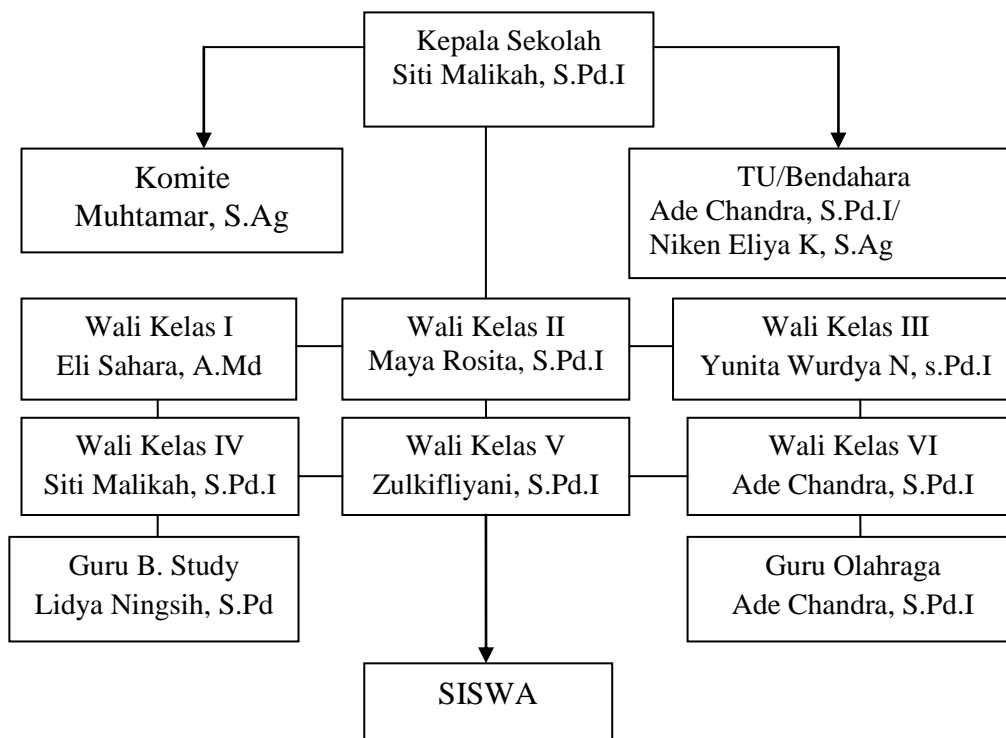 Kepala Sekolah
Siti Malikah, S.Pd.I
Komite
Muhtamar, S.Ag
TU/Bendahara
Ade Chandra, S.Pd.I/
Niken Eliya K, S.Ag
Wali Kelas I
Eli Sahara, A.Md
Wali Kelas II
Maya Rosita, S.Pd.I
Wali Kelas III
Yunita Wurdya N, s.Pd.I
Wali Kelas IV
Siti Malikah, S.Pd.I
Wali Kelas V
Zulkifliyani, S.Pd.I
Wali Kelas VI
Ade Chandra, S.Pd.I
Guru B. Study
Lidya Ningsih, S.Pd
Guru Olahraga
Ade Chandra, S.Pd.I
SISWA